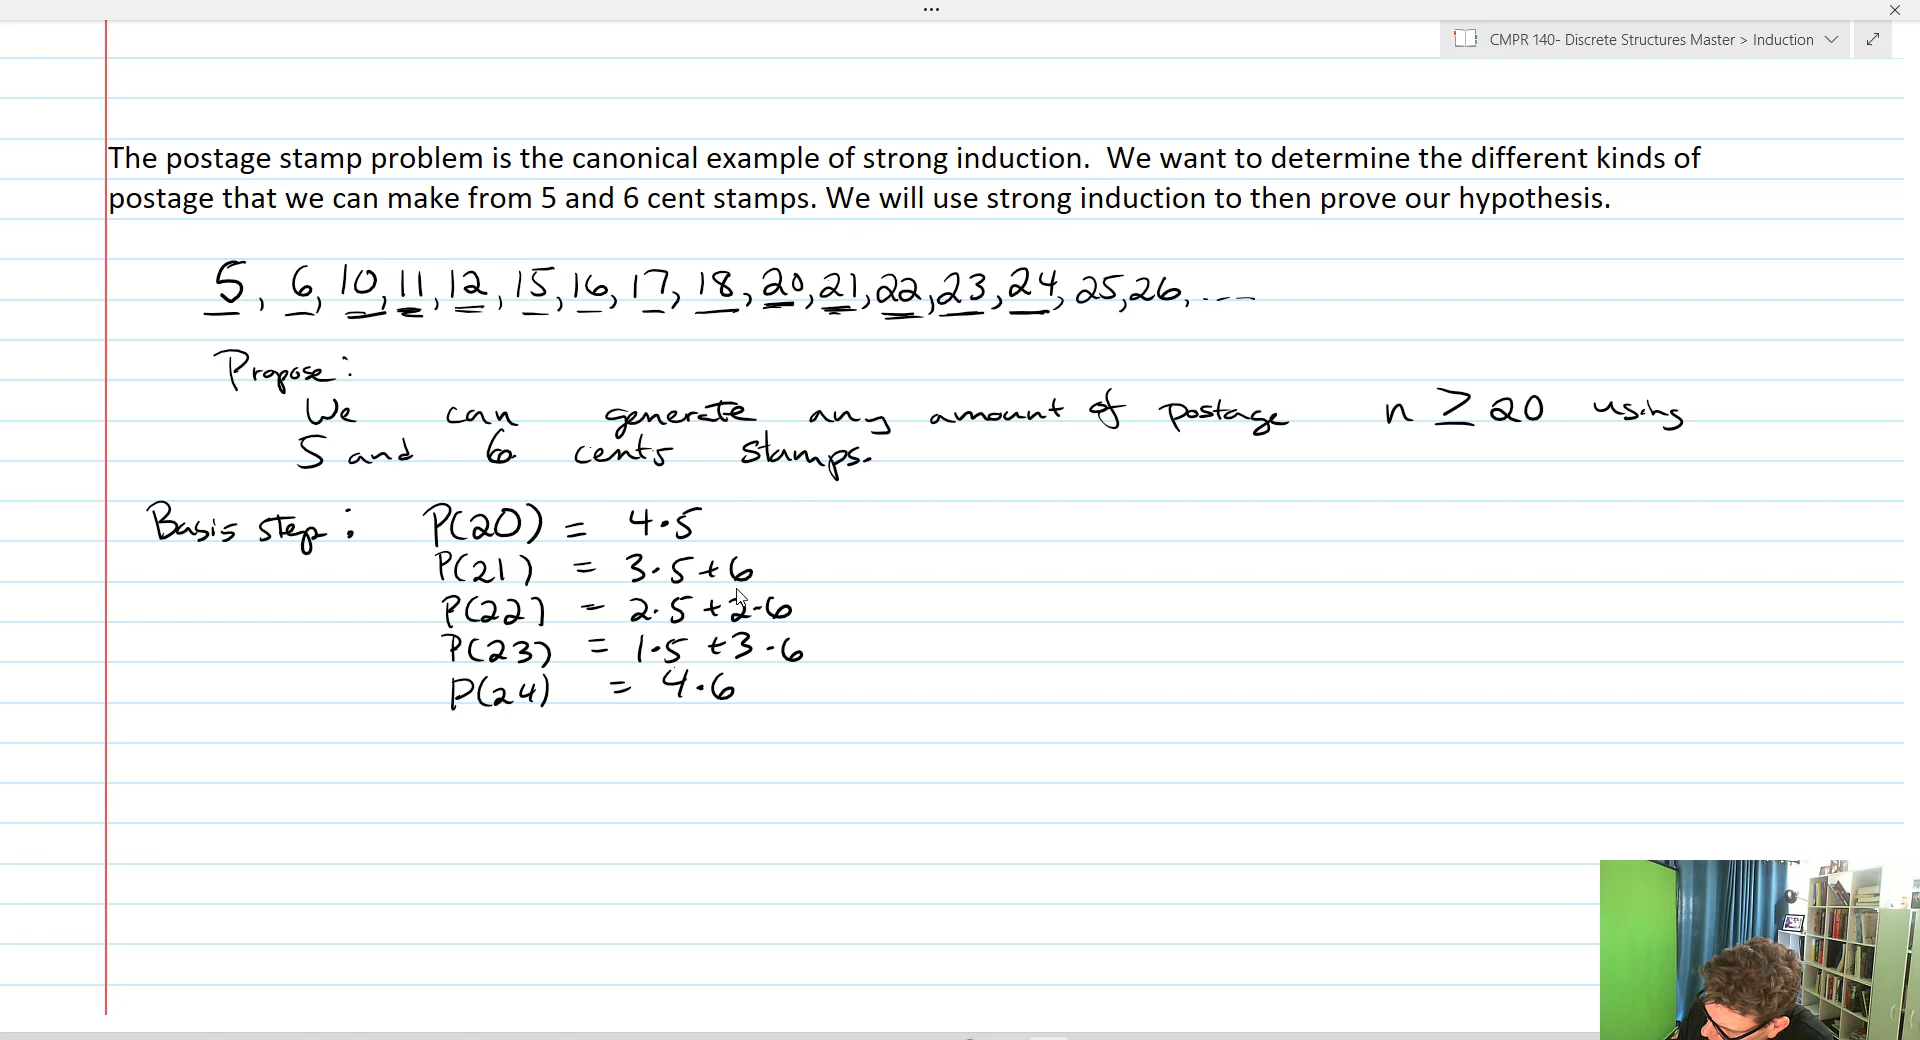 CMPR 140- Discrete Structures Master > Induction
The postage stamp problem is the canonical example of strong induction. We want to determine the different kinds of
postage that we can make from 5 and 6 cent stamps. We will use strong induction to then prove our hypothesis.
5, 6, 10, 11, 12, 15, 16, 17, 18, 20, 21, 22, 23, 24, 25, 26, ....
Propose:
We can generate any amount of postage n ≥ 20 using
5 and 6 cents stamps.
Basis step: P(20) = 4·5
P(21) = 3·5+6
P(22) = 2·5+2·6
P(23) = 1·5+3·6
P(24) = 4·6